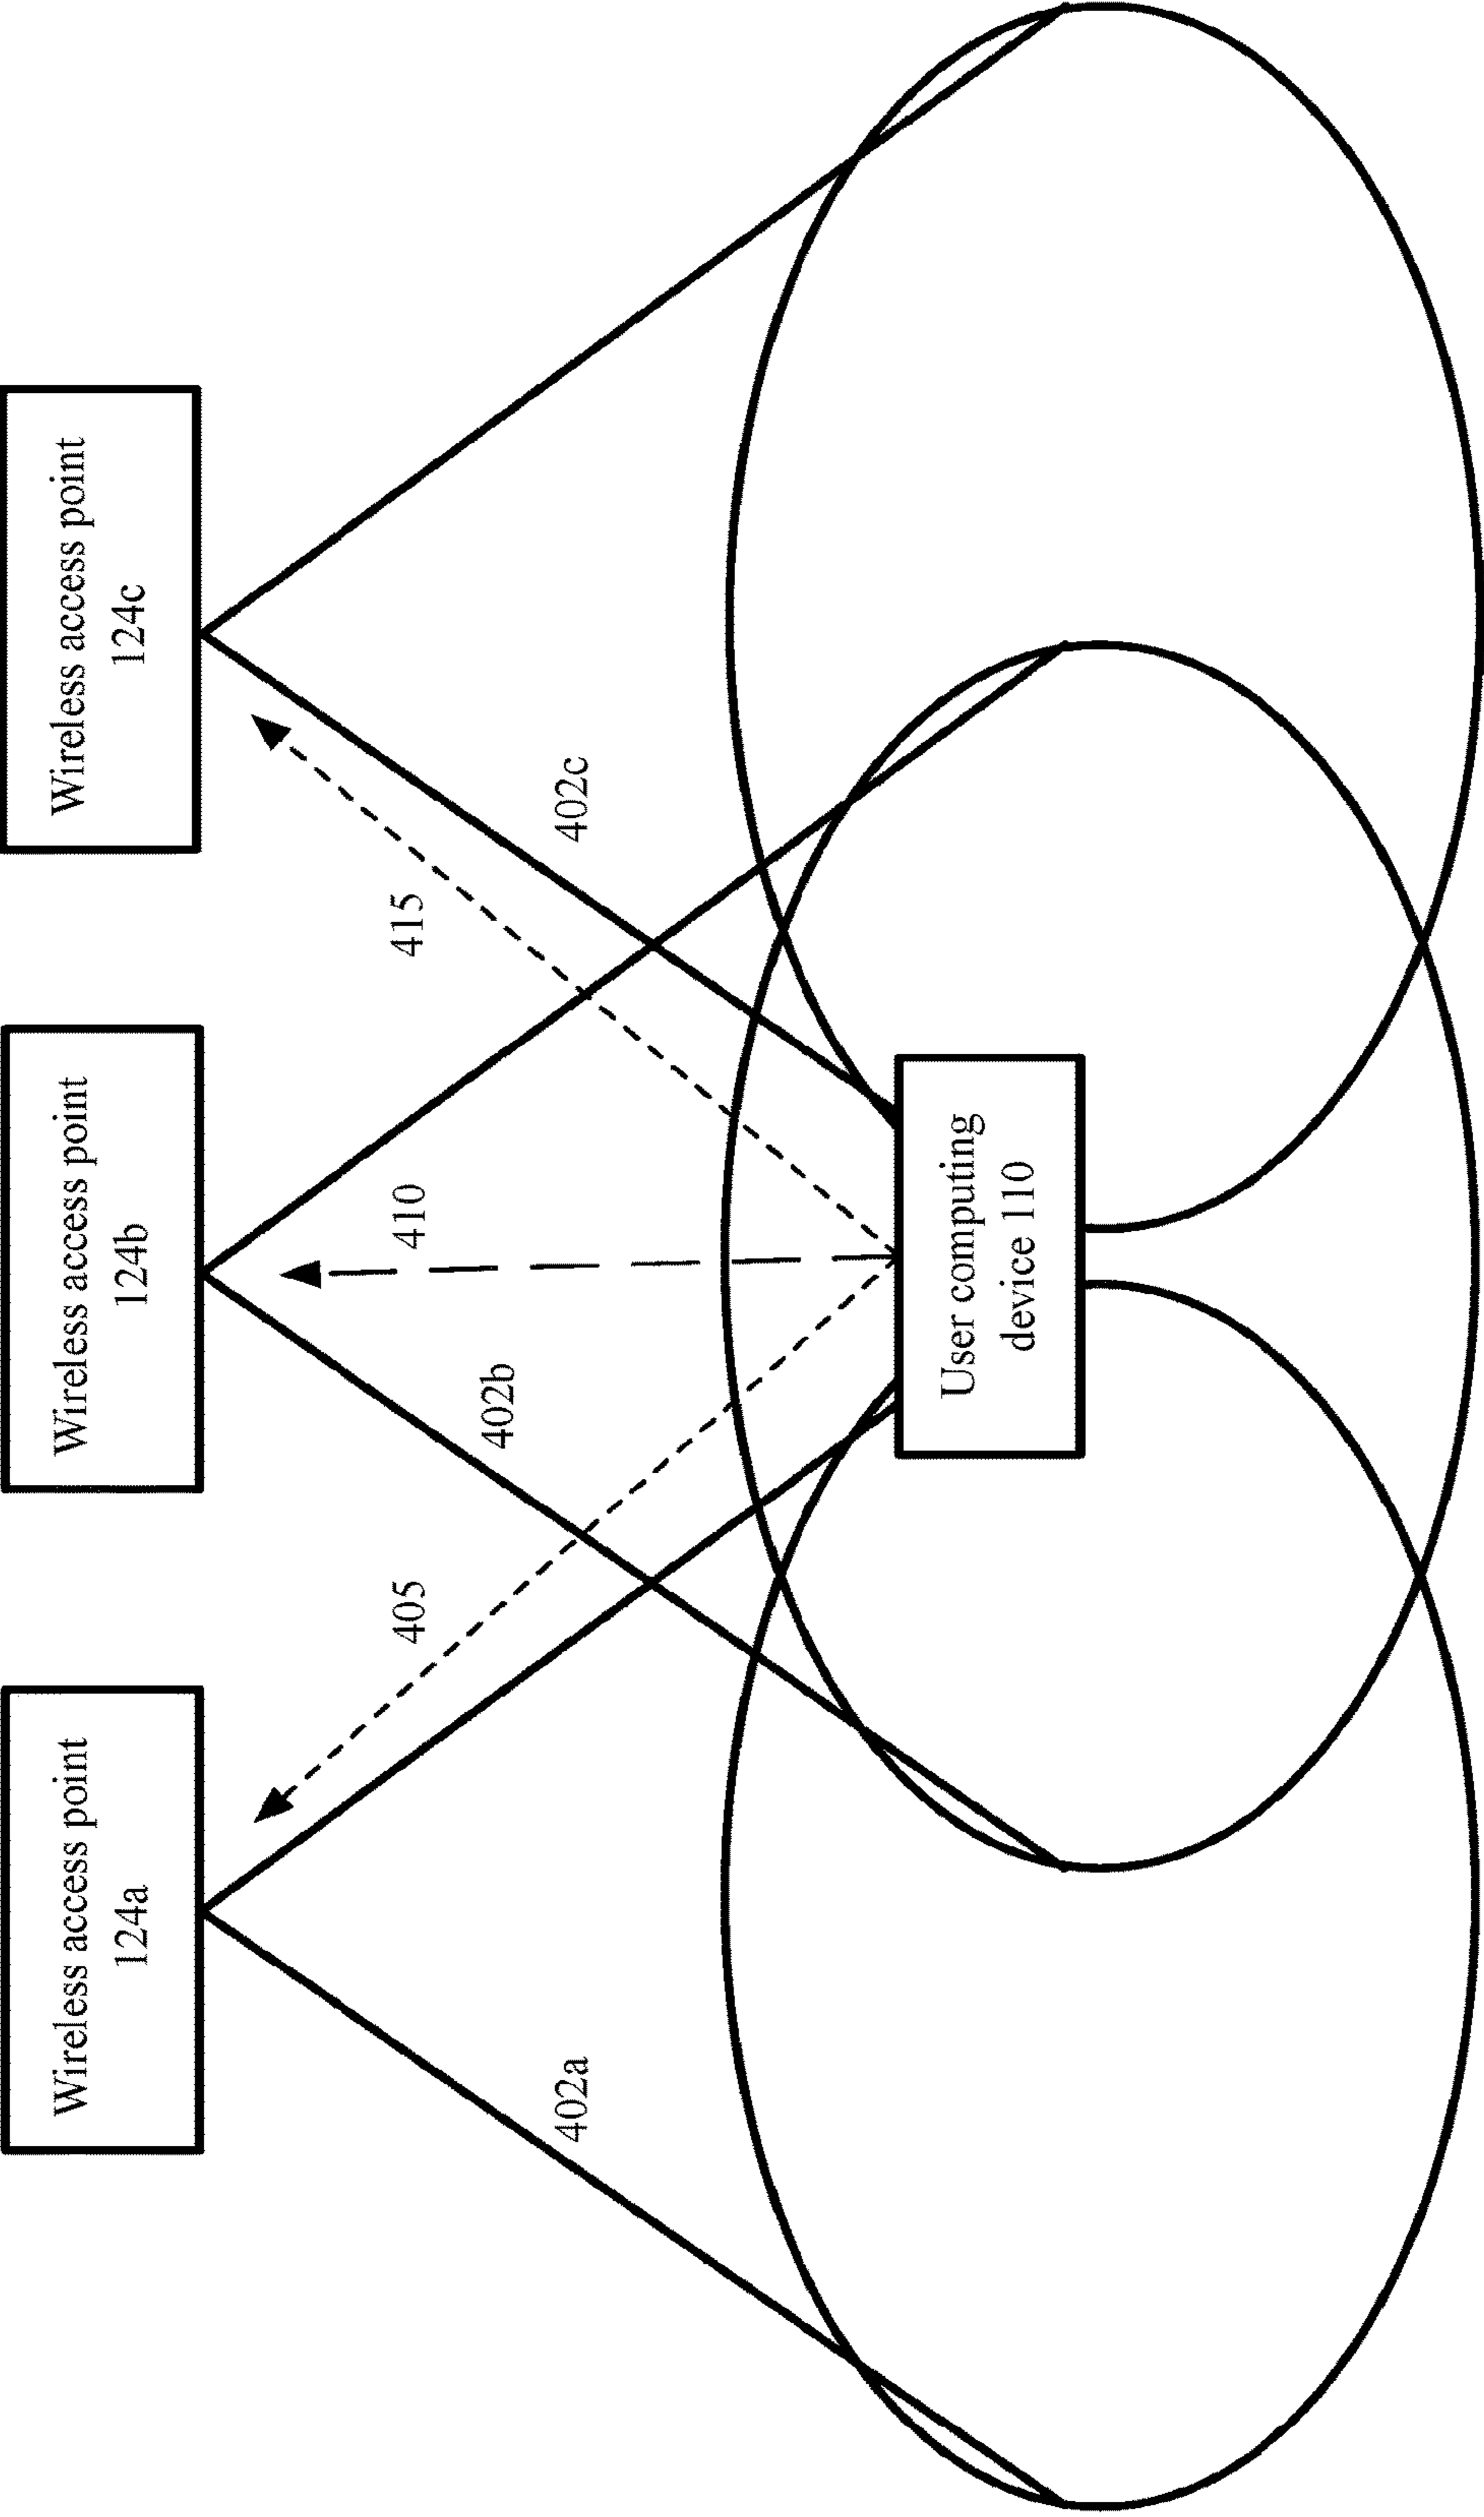 Wireless access point
124a
Wireless access point
124b
Wireless access point
124c
405
410
415
402a
402b
402c
User computing
device 110